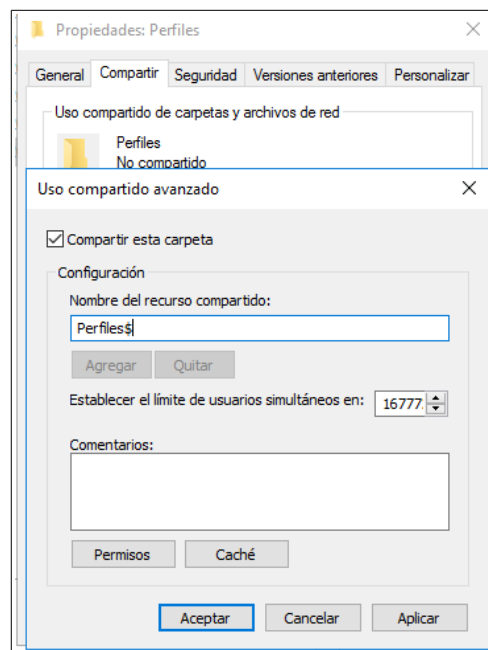 Propiedades: Perfiles
General Compartir Seguridad Versiones anteriores Personalizar
Uso compartido de carpetas y archivos de red
Perfiles
No compartido
Uso compartido avanzado
Compartir esta carpeta
Configuración
Nombre del recurso compartido:
Perfiles$
Agregar Quitar
Establecer el límite de usuarios simultáneos en: 16777
Comentarios:
Permisos Caché
Aceptar Cancelar Aplicar